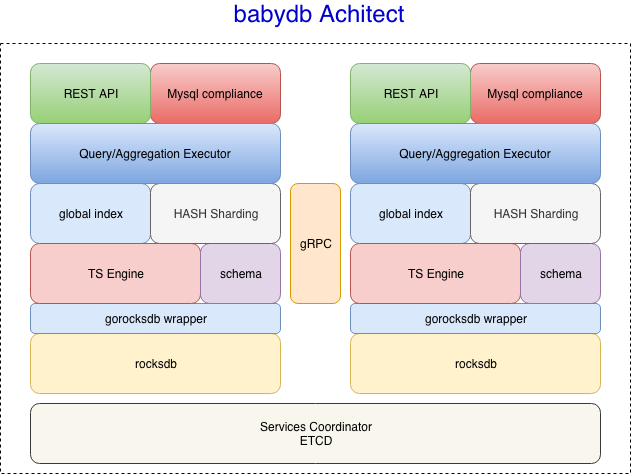 babydb Achitect
REST API
Mysql compliance
REST API
Mysql compliance
Query/Aggregation Executor
Query/Aggregation Executor
global index
HASH Sharding
gRPC
global index
HASH Sharding
TS Engine
schema
TS Engine
schema
gorocksdb wrapper
gorocksdb wrapper
rocksdb
rocksdb
Services Coordinator
ETCD